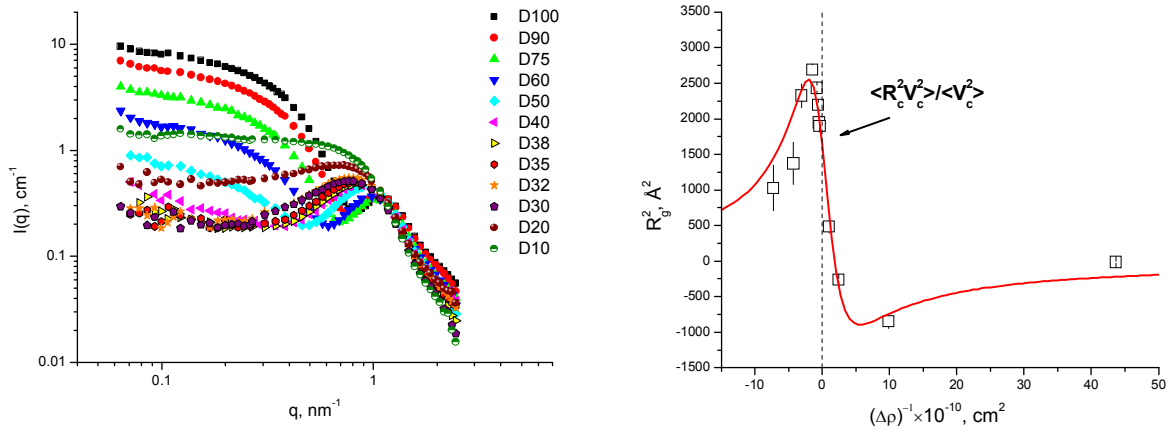 10
1
0.1
0.01
0.1
1
I(q), cm⁻¹
q, nm⁻¹
D100
D90
D75
D60
D50
D40
D38
D35
D32
D30
D20
D10
3500
3000
2500
2000
1500
1000
500
0
-500
-1000
-1500
-10
0
10
20
30
40
50
R²g, Å²
<R²cV²c>/<V²c>
(Δρ)⁻¹×10⁻¹⁰, cm²